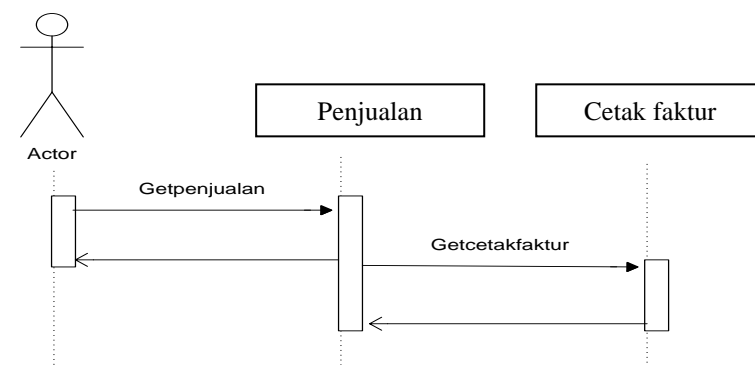 Penjualan
Cetak faktur
Actor
Getpenjualan
Getcetakfaktur